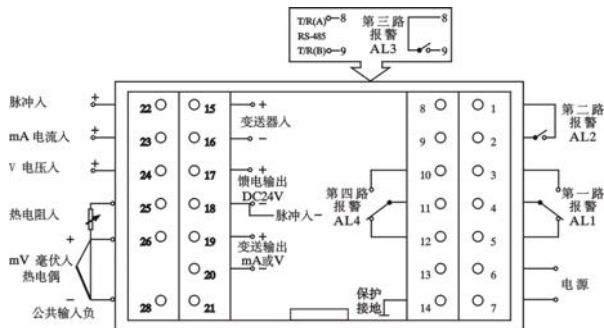 T/R(A) 8
RS-485
T/R(B) 9
第三路
报警
AL3
8
9
脉冲入 +
mA 电流入 +
V 电压入 +
热电阻入
+
mV 毫伏入
热电偶
−
公共输入负
22 15
23 16
24 17
25 18
26 19
20
28 21
+
变送器入
−
+
馈电输出
DC24V
−
脉冲入−
+
变送输出
mA或V
−
第四路
报警
AL4
保护
接地
8 1
9 2
10 3
11 4
12 5
13 6
14 7
第二路
报警
AL2
第一路
报警
AL1
电源